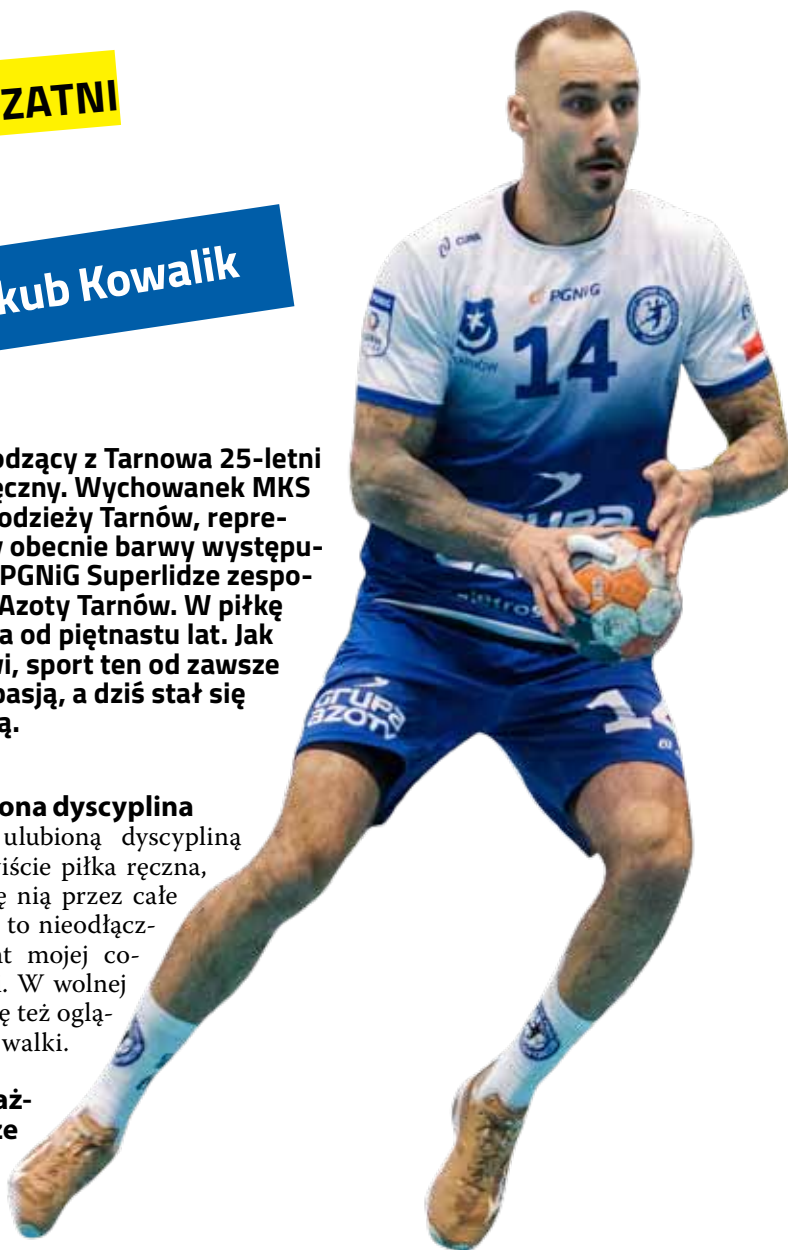 ZATNI
kub Kowalik
odzący z Tarnowa 25-letni
ęczny. Wychowanek MKS
odzieży Tarnów, repre-
y obecnie barwy występu-
PGNiG Superlidze zespo-
Azoty Tarnów. W piłkę
a od piętnastu lat. Jak
wi, sport ten od zawsze
pasją, a dziś stał się
ą.
ona dyscyplina
ulubioną dyscypliną
iście piłka ręczna,
ę nią przez całe
to nieodłącz-
t mojej co-
. W wolnej
ę też oglą-
walki.
aż-
ze
PGNiG
TARNÓW
14
GRUPA
AZOTY
14